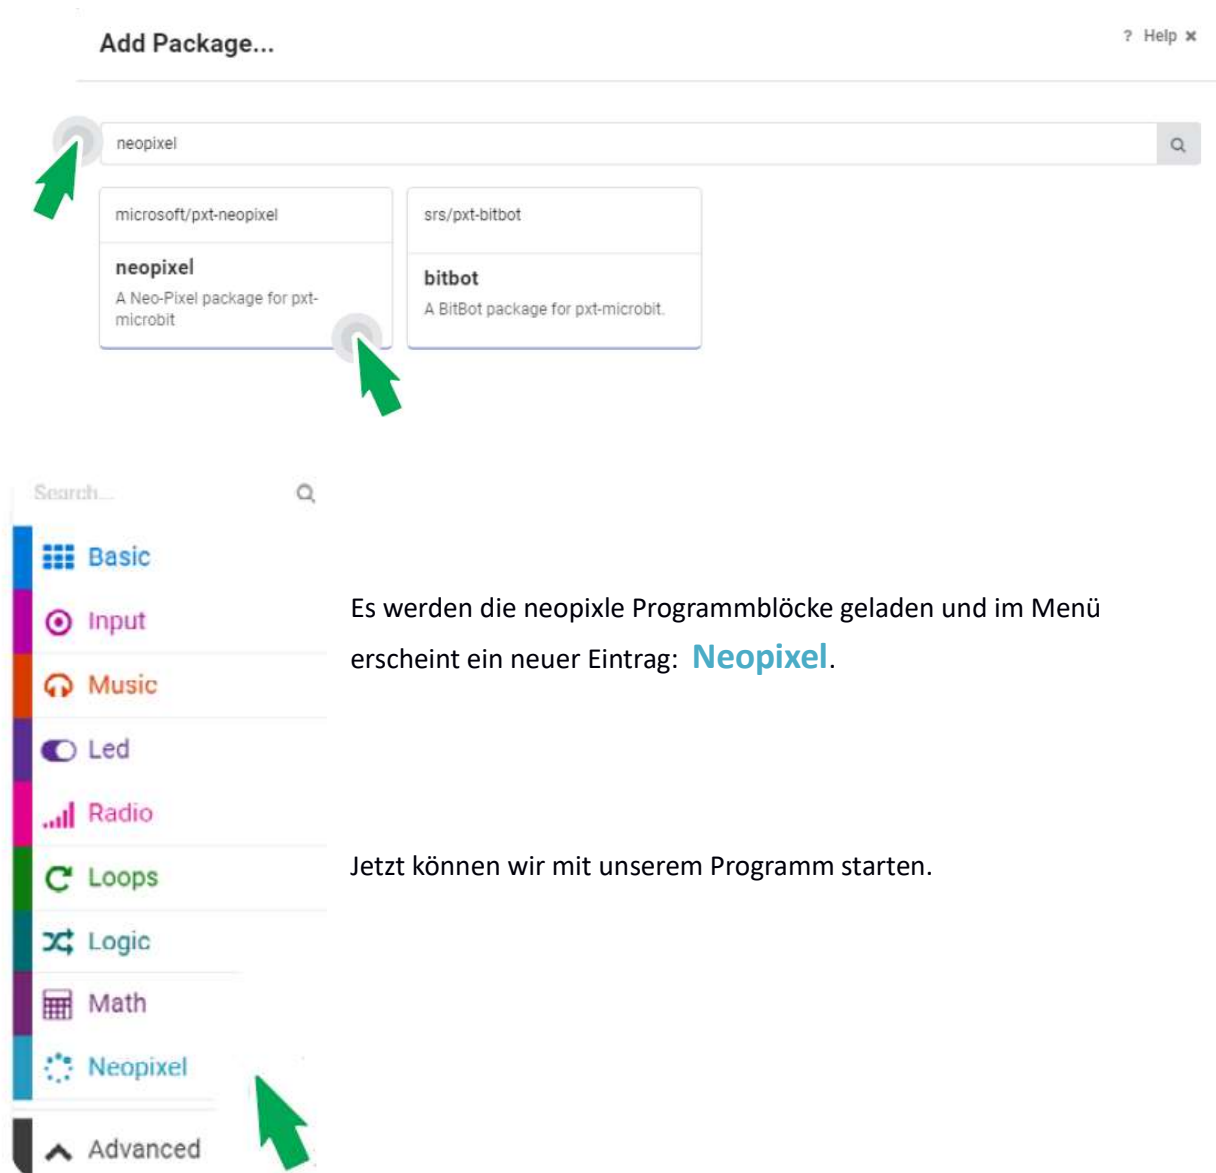 Add Package...
? Help ×
neopixel
microsoft/pxt-neopixel
neopixel
A Neo-Pixel package for pxt-
microbit
srs/pxt-bitbot
bitbot
A BitBot package for pxt-microbit.
Search...
Basic
Input
Music
Led
Radio
Loops
Logic
Math
Neopixel
Advanced
Es werden die neopixle Programmblöcke geladen und im Menü
erscheint ein neuer Eintrag: Neopixel.
Jetzt können wir mit unserem Programm starten.